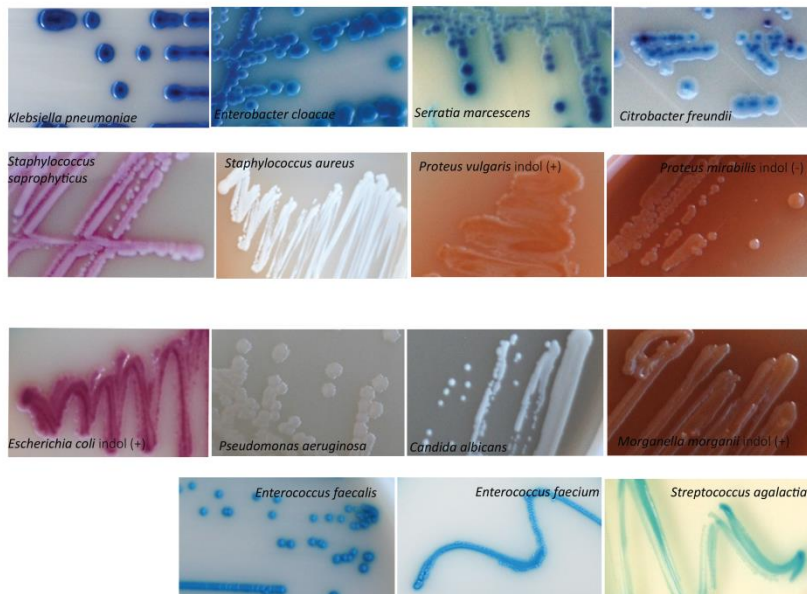 Klebsiella pneumoniae
Enterobacter cloacae
Serratia marcescens
Citrobacter freundii
Staphylococcus
saprophyticus
Staphylococcus aureus
Proteus vulgaris indol (+)
Proteus mirabilis indol (-)
Escherichia coli indol (+)
Pseudomonas aeruginosa
Candida albicans
Morganella morganii indol (+)
Enterococcus faecalis
Enterococcus faecium
Streptococcus agalactia